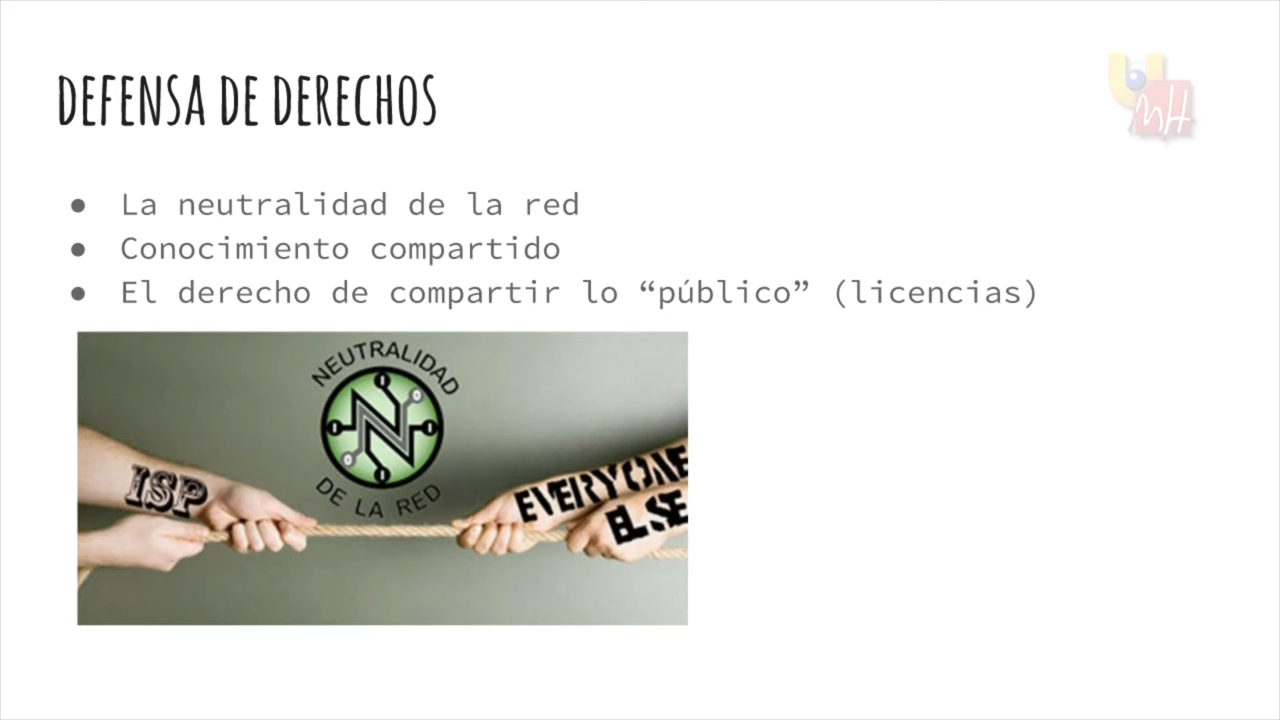 DEFENSA DE DERECHOS
UMH
● La neutralidad de la red
● Conocimiento compartido
● El derecho de compartir lo “público” (licencias)
NEUTRALIDAD
N
DE LA RED
ISP
EVERYONE
ELSE